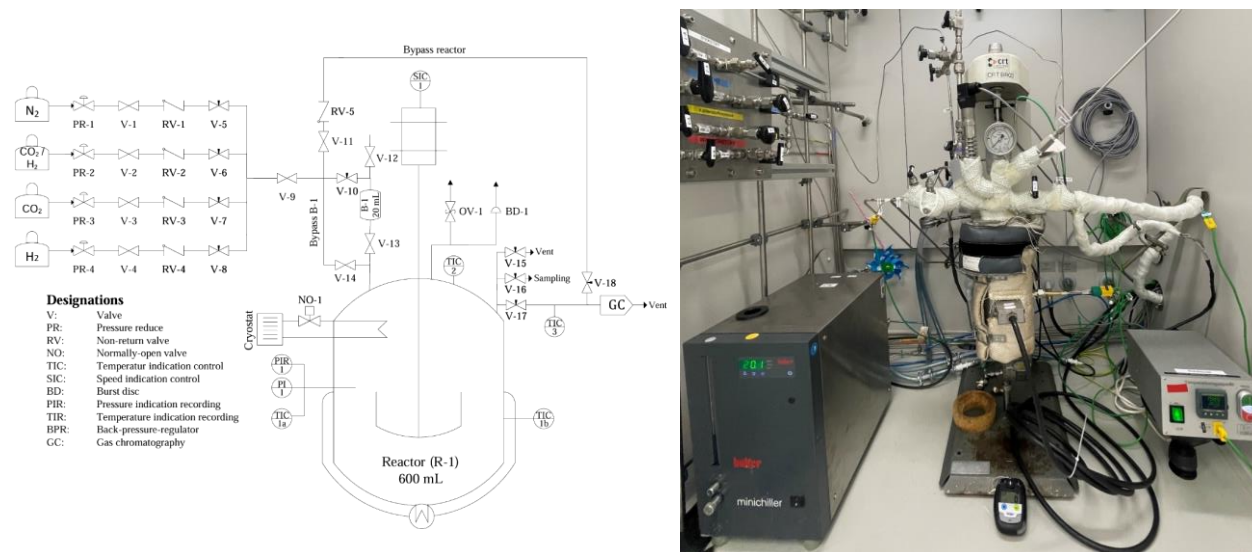 Bypass reactor
SIC
1
N2
PR-1 V-1 RV-1 V-5
CO2 /
H2
PR-2 V-2 RV-2 V-6
CO2
PR-3 V-3 RV-3 V-7
H2
PR-4 V-4 RV-4 V-8
V-9
RV-5
V-11
V-12
V-10
B-1
20 mL
Bypass B-1
V-13
V-14
OV-1
BD-1
TIC
2
V-15
Vent
V-16
Sampling
V-17
V-18
TIC
3
GC
Vent
NO-1
Cryostat
PIR
1
PI
1
TIC
1a
TIC
1b
Reactor (R-1)
600 mL
Designations
V: Valve
PR: Pressure reduce
RV: Non-return valve
NO: Normally-open valve
TIC: Temperatur indication control
SIC: Speed indication control
BD: Burst disc
PIR: Pressure indication recording
TIR: Temperature indication recording
BPR: Back-pressure-regulator
GC: Gas chromatography
crt
20.1
huber
minichiller